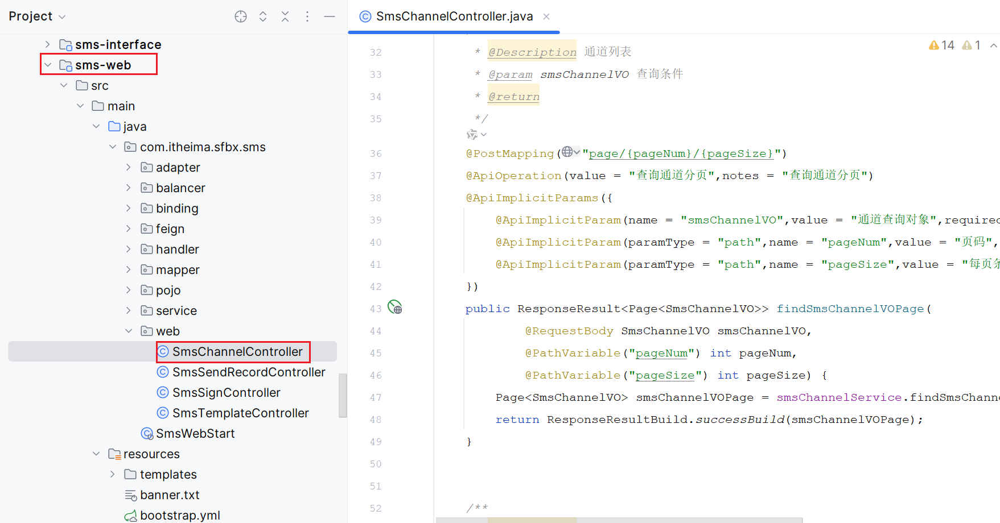 Project
sms-interface
sms-web
src
main
java
com.itheima.sfbx.sms
adapter
balancer
binding
feign
handler
mapper
pojo
service
web
SmsChannelController
SmsSendRecordController
SmsSignController
SmsTemplateController
SmsWebStart
resources
templates
banner.txt
bootstrap.yml
SmsChannelController.java
14 1
32 * @Description 通道列表
33 * @param smsChannelVO 查询条件
34 * @return
35 */
36 @PostMapping("page/{pageNum}/{pageSize}")
37 @ApiOperation(value = "查询通道分页",notes = "查询通道分页")
38 @ApiImplicitParams({
39 @ApiImplicitParam(name = "smsChannelVO",value = "通道查询对象",required
40 @ApiImplicitParam(paramType = "path",name = "pageNum",value = "页码",
41 @ApiImplicitParam(paramType = "path",name = "pageSize",value = "每页条
42 })
43 public ResponseResult<Page<SmsChannelVO>> findSmsChannelVOPage(
44 @RequestBody SmsChannelVO smsChannelVO,
45 @PathVariable("pageNum") int pageNum,
46 @PathVariable("pageSize") int pageSize) {
47 Page<SmsChannelVO> smsChannelVOPage = smsChannelService.findSmsChanne
48 return ResponseResultBuild.successBuild(smsChannelVOPage);
49 }
50
51
52 /**